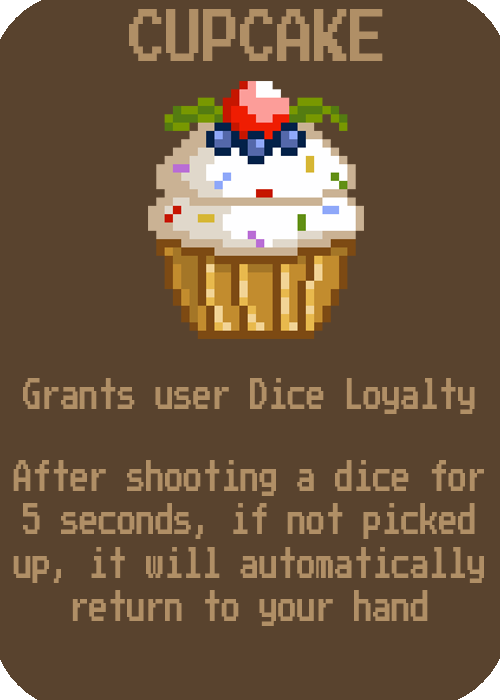 CUPCAKE
Grants user Dice Loyalty
After shooting a dice for
5 seconds, if not picked
up, it will automatically
return to your hand